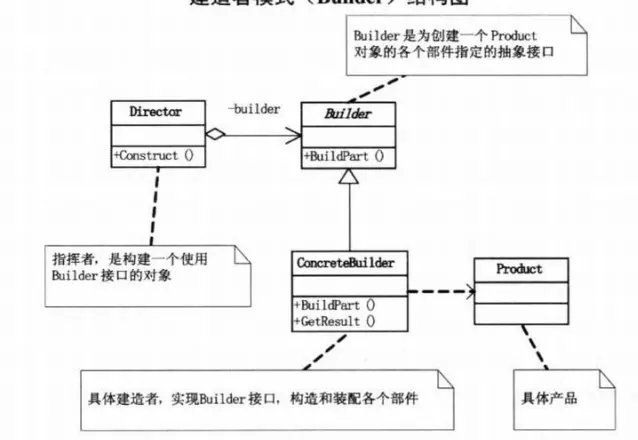 建造者模式（Builder）结构图
Builder是为创建一个Product
对象的各个部件指定的抽象接口
Director
-builder
Builder
+Construct()
+BuildPart()
指挥者，是构建一个使用
Builder接口的对象
ConcreteBuilder
Product
+BuildPart()
+GetResult()
具体建造者，实现Builder接口，构造和装配各个部件
具体产品